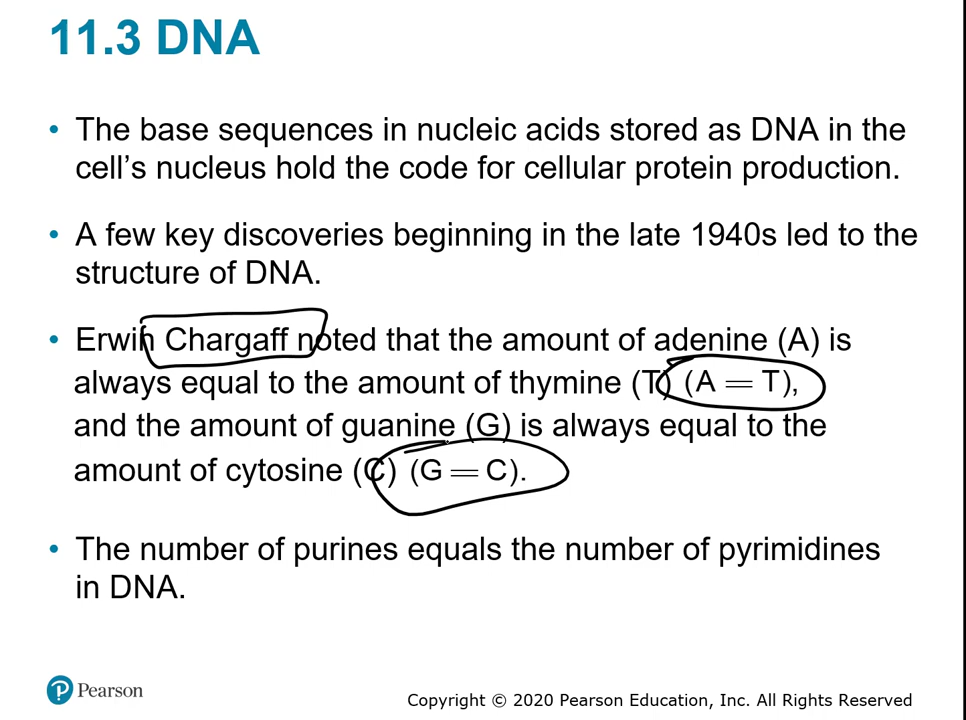 11.3 DNA
• The base sequences in nucleic acids stored as DNA in the
cell’s nucleus hold the code for cellular protein production.
• A few key discoveries beginning in the late 1940s led to the
structure of DNA.
• Erwin Chargaff noted that the amount of adenine (A) is
always equal to the amount of thymine (T) (A = T),
and the amount of guanine (G) is always equal to the
amount of cytosine (C) (G = C).
• The number of purines equals the number of pyrimidines
in DNA.
Pearson
Copyright © 2020 Pearson Education, Inc. All Rights Reserved